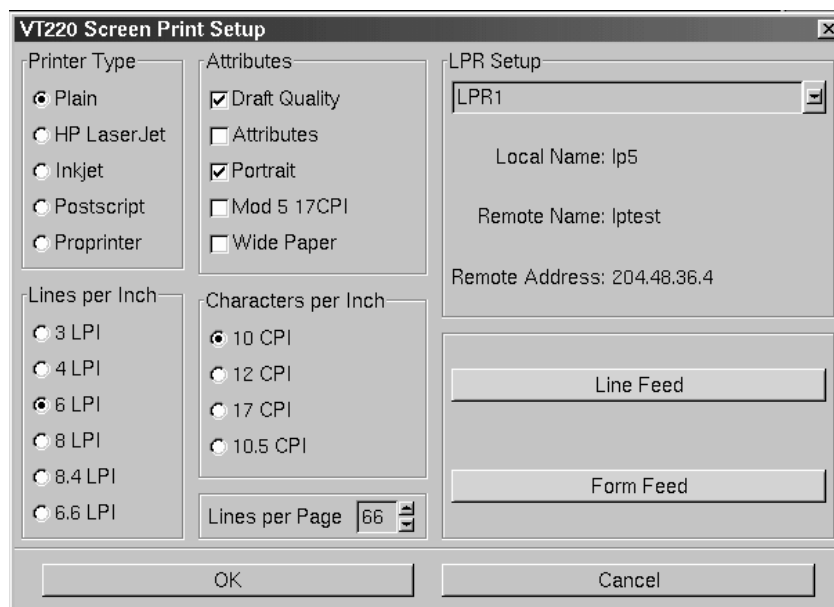 VT220 Screen Print Setup
Printer Type
Plain
HP LaserJet
Inkjet
Postscript
Proprinter
Attributes
Draft Quality
Attributes
Portrait
Mod 5 17CPI
Wide Paper
LPR Setup
LPR1
Local Name: lp5
Remote Name: lptest
Remote Address: 204.48.36.4
Lines per Inch
3 LPI
4 LPI
6 LPI
8 LPI
8.4 LPI
6.6 LPI
Characters per Inch
10 CPI
12 CPI
17 CPI
10.5 CPI
Lines per Page 66
Line Feed
Form Feed
OK
Cancel